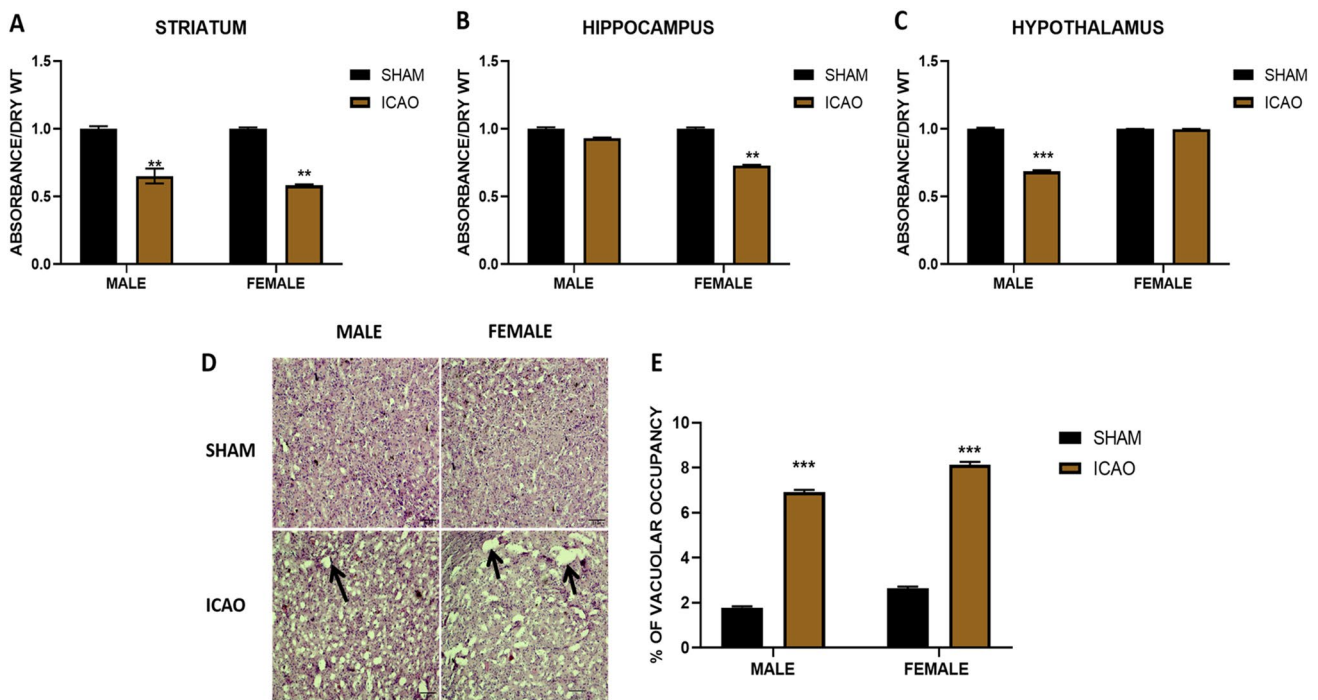 A
STRIATUM
ABSORBANCE/DRY WT
1.5
1.0
0.5
0.0
**
**
MALE
FEMALE
SHAM
ICAO
B
HIPPOCAMPUS
ABSORBANCE/DRY WT
1.5
1.0
0.5
0.0
**
MALE
FEMALE
SHAM
ICAO
C
HYPOTHALAMUS
ABSORBANCE/DRY WT
1.5
1.0
0.5
0.0
***
MALE
FEMALE
SHAM
ICAO
D
MALE
FEMALE
SHAM
ICAO
E
% OF VACUOLAR OCCUPANCY
10
8
6
4
2
0
***
***
MALE
FEMALE
SHAM
ICAO